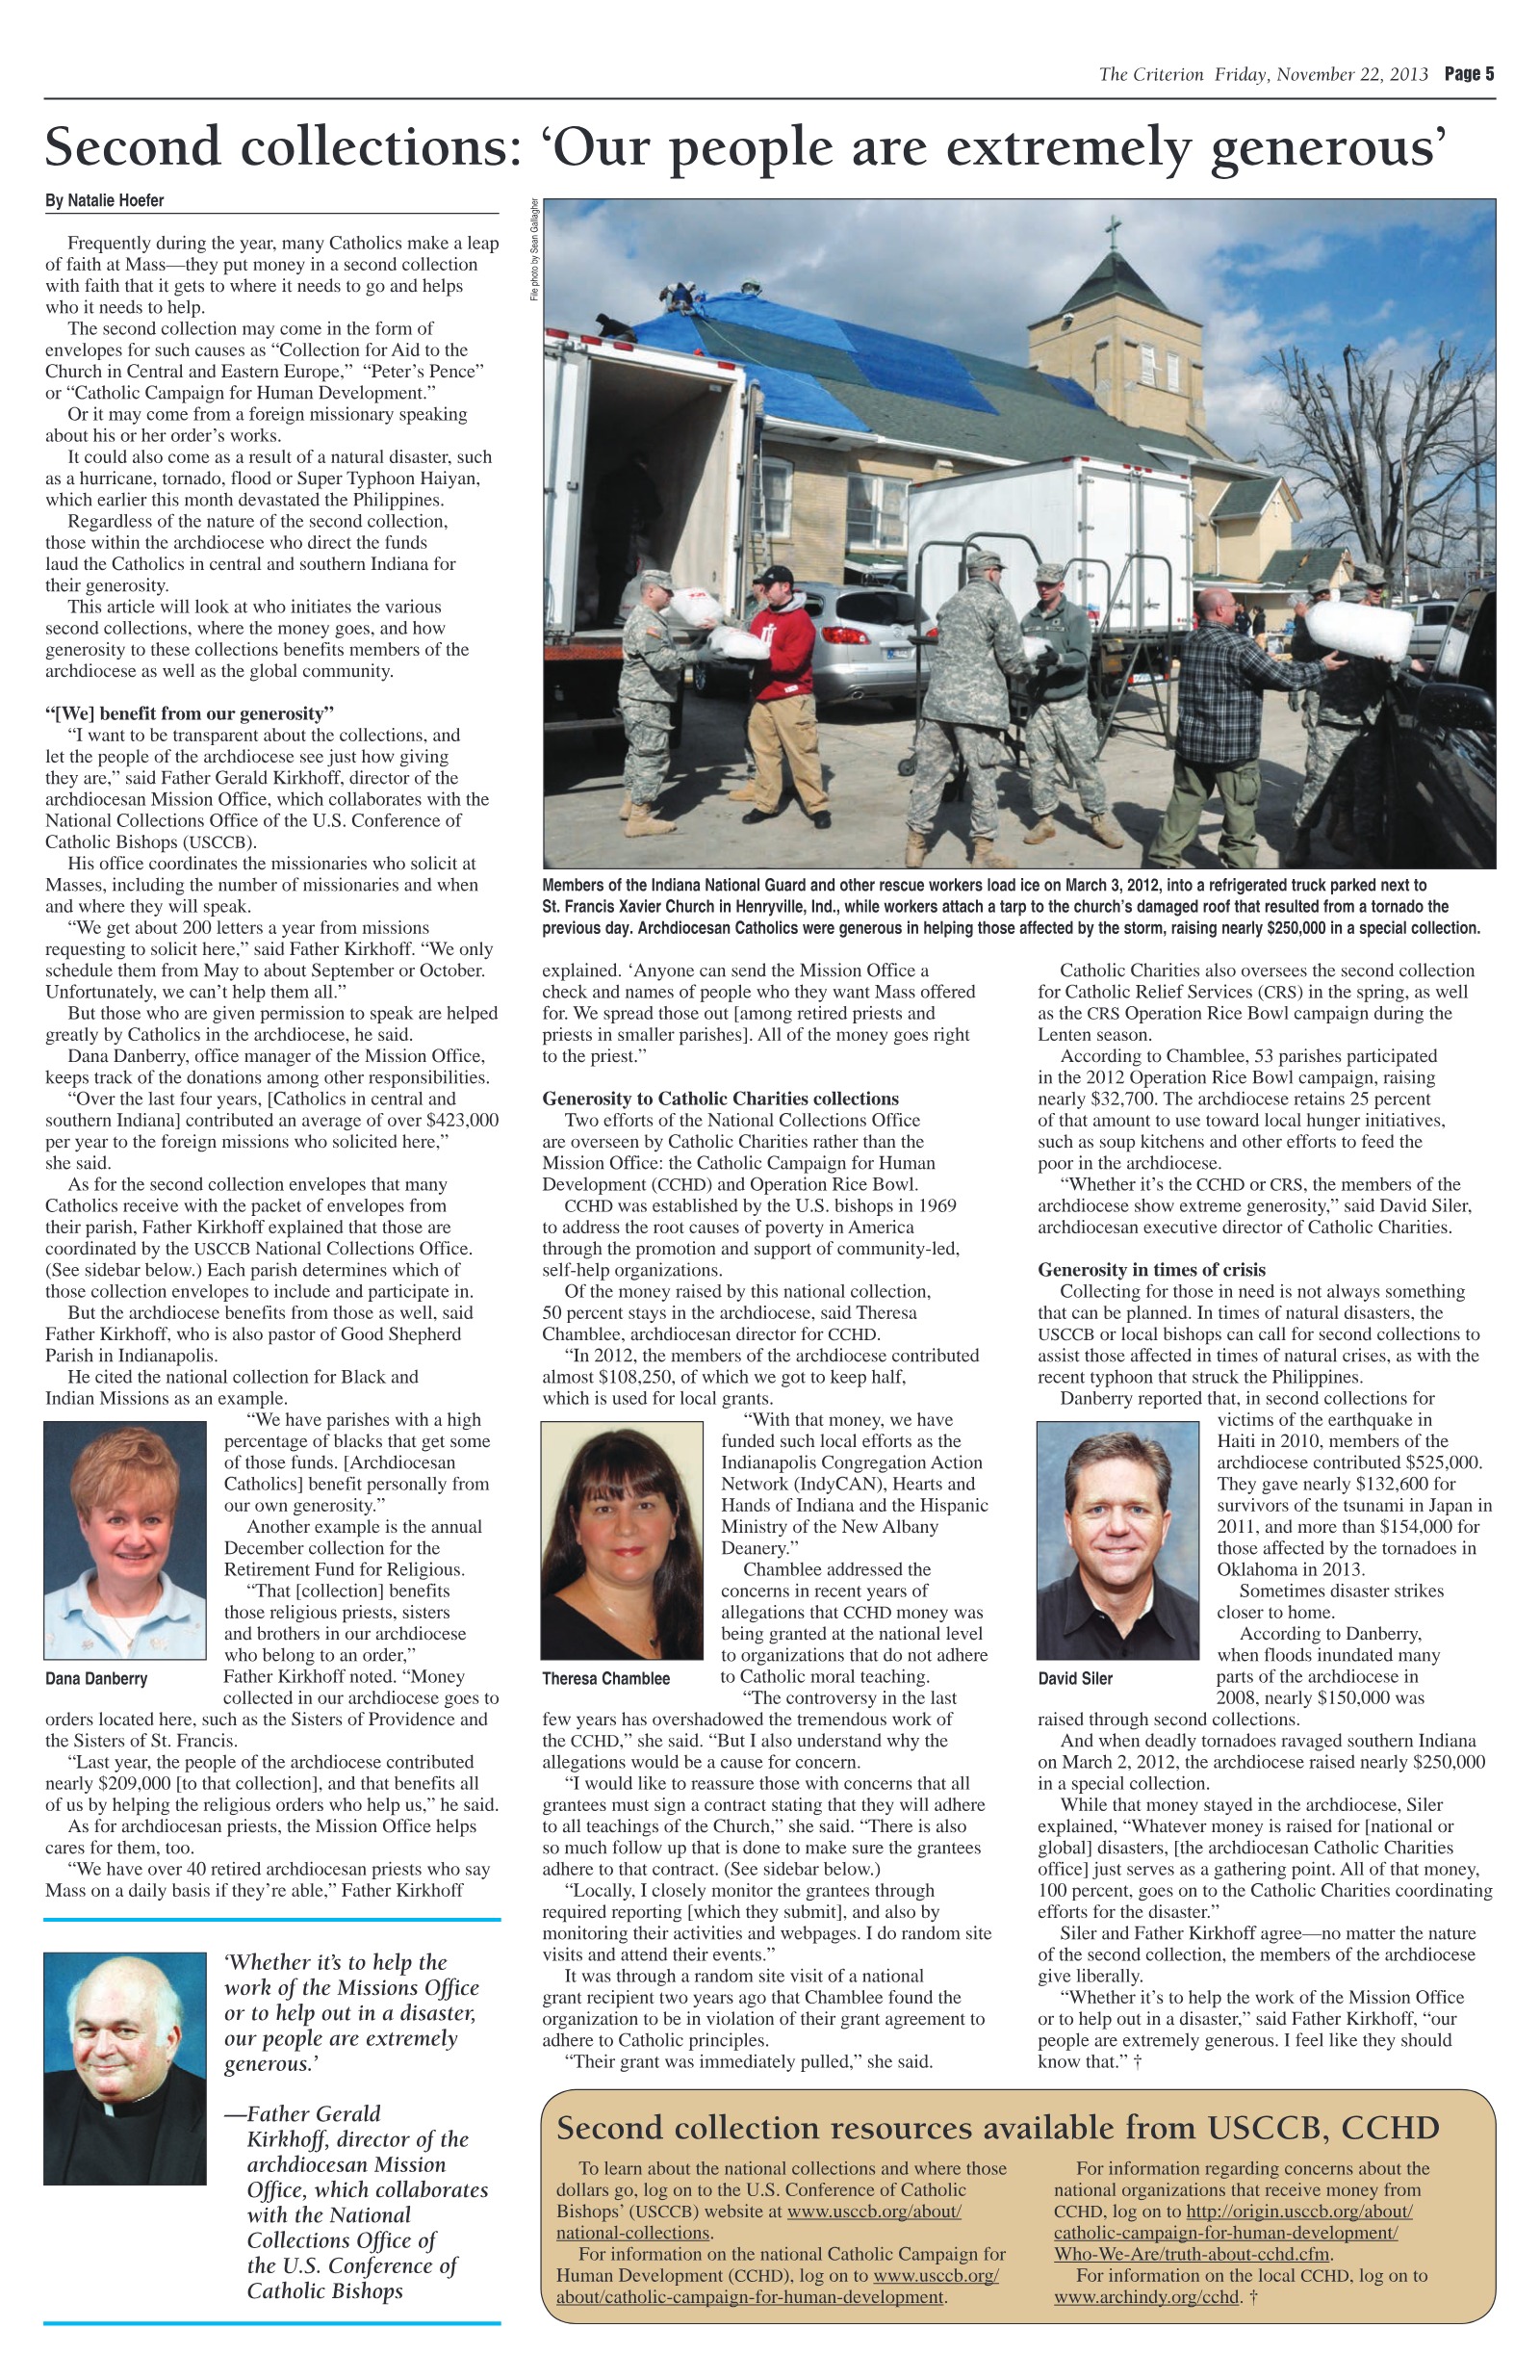 The Criterion  Friday, November 22, 2013  Page 5
Second collections: ‘Our people are extremely generous’
By Natalie Hoefer
Frequently during the year, many Catholics make a leap
of faith at Mass—they put money in a second collection
with faith that it gets to where it needs to go and helps
who it needs to help.
The second collection may come in the form of
envelopes for such causes as “Collection for Aid to the
Church in Central and Eastern Europe,”  “Peter’s Pence”
or “Catholic Campaign for Human Development.”
Or it may come from a foreign missionary speaking
about his or her order’s works.
It could also come as a result of a natural disaster, such
as a hurricane, tornado, flood or Super Typhoon Haiyan,
which earlier this month devastated the Philippines.
Regardless of the nature of the second collection,
those within the archdiocese who direct the funds
laud the Catholics in central and southern Indiana for
their generosity.
This article will look at who initiates the various
second collections, where the money goes, and how
generosity to these collections benefits members of the
archdiocese as well as the global community.
“[We] benefit from our generosity”
“I want to be transparent about the collections, and
let the people of the archdiocese see just how giving
they are,” said Father Gerald Kirkhoff, director of the
archdiocesan Mission Office, which collaborates with the
National Collections Office of the U.S. Conference of
Catholic Bishops (USCCB).
His office coordinates the missionaries who solicit at
Masses, including the number of missionaries and when
and where they will speak.
“We get about 200 letters a year from missions
requesting to solicit here,” said Father Kirkhoff. “We only
schedule them from May to about September or October.
Unfortunately, we can’t help them all.”
But those who are given permission to speak are helped
greatly by Catholics in the archdiocese, he said.
Dana Danberry, office manager of the Mission Office,
keeps track of the donations among other responsibilities.
“Over the last four years, [Catholics in central and
southern Indiana] contributed an average of over $423,000
per year to the foreign missions who solicited here,”
she said.
As for the second collection envelopes that many
Catholics receive with the packet of envelopes from
their parish, Father Kirkhoff explained that those are
coordinated by the USCCB National Collections Office.
(See sidebar below.) Each parish determines which of
those collection envelopes to include and participate in.
But the archdiocese benefits from those as well, said
Father Kirkhoff, who is also pastor of Good Shepherd
Parish in Indianapolis.
He cited the national collection for Black and
Indian Missions as an example.
“We have parishes with a high
percentage of blacks that get some
of those funds. [Archdiocesan
Catholics] benefit personally from
our own generosity.”
Another example is the annual
December collection for the
Retirement Fund for Religious.
“That [collection] benefits
those religious priests, sisters
and brothers in our archdiocese
who belong to an order,”
Father Kirkhoff noted. “Money
collected in our archdiocese goes to
orders located here, such as the Sisters of Providence and
the Sisters of St. Francis.
“Last year, the people of the archdiocese contributed
nearly $209,000 [to that collection], and that benefits all
of us by helping the religious orders who help us,” he said.
As for archdiocesan priests, the Mission Office helps
cares for them, too.
“We have over 40 retired archdiocesan priests who say
Mass on a daily basis if they’re able,” Father Kirkhoff
Dana Danberry
‘Whether it’s to help the
work of the Missions Office
or to help out in a disaster,
our people are extremely
generous.’
—Father Gerald
Kirkhoff, director of the
archdiocesan Mission
Office, which collaborates
with the National
Collections Office of
the U.S. Conference of
Catholic Bishops
File photo by Sean Gallagher
Members of the Indiana National Guard and other rescue workers load ice on March 3, 2012, into a refrigerated truck parked next to
St. Francis Xavier Church in Henryville, Ind., while workers attach a tarp to the church’s damaged roof that resulted from a tornado the
previous day. Archdiocesan Catholics were generous in helping those affected by the storm, raising nearly $250,000 in a special collection.
explained. ‘Anyone can send the Mission Office a
check and names of people who they want Mass offered
for. We spread those out [among retired priests and
priests in smaller parishes]. All of the money goes right
to the priest.”
Generosity to Catholic Charities collections
Two efforts of the National Collections Office
are overseen by Catholic Charities rather than the
Mission Office: the Catholic Campaign for Human
Development (CCHD) and Operation Rice Bowl.
CCHD was established by the U.S. bishops in 1969
to address the root causes of poverty in America
through the promotion and support of community-led,
self-help organizations.
Of the money raised by this national collection,
50 percent stays in the archdiocese, said Theresa
Chamblee, archdiocesan director for CCHD.
“In 2012, the members of the archdiocese contributed
almost $108,250, of which we got to keep half,
which is used for local grants.
“With that money, we have
funded such local efforts as the
Indianapolis Congregation Action
Network (IndyCAN), Hearts and
Hands of Indiana and the Hispanic
Ministry of the New Albany
Deanery.”
Chamblee addressed the
concerns in recent years of
allegations that CCHD money was
being granted at the national level
to organizations that do not adhere
to Catholic moral teaching.
“The controversy in the last
few years has overshadowed the tremendous work of
the CCHD,” she said. “But I also understand why the
allegations would be a cause for concern.
“I would like to reassure those with concerns that all
grantees must sign a contract stating that they will adhere
to all teachings of the Church,” she said. “There is also
so much follow up that is done to make sure the grantees
adhere to that contract. (See sidebar below.)
“Locally, I closely monitor the grantees through
required reporting [which they submit], and also by
monitoring their activities and webpages. I do random site
visits and attend their events.”
It was through a random site visit of a national
grant recipient two years ago that Chamblee found the
organization to be in violation of their grant agreement to
adhere to Catholic principles.
“Their grant was immediately pulled,” she said.
Theresa Chamblee
Catholic Charities also oversees the second collection
for Catholic Relief Services (CRS) in the spring, as well
as the CRS Operation Rice Bowl campaign during the
Lenten season.
According to Chamblee, 53 parishes participated
in the 2012 Operation Rice Bowl campaign, raising
nearly $32,700. The archdiocese retains 25 percent
of that amount to use toward local hunger initiatives,
such as soup kitchens and other efforts to feed the
poor in the archdiocese.
“Whether it’s the CCHD or CRS, the members of the
archdiocese show extreme generosity,” said David Siler,
archdiocesan executive director of Catholic Charities.
Generosity in times of crisis
Collecting for those in need is not always something
that can be planned. In times of natural disasters, the
USCCB or local bishops can call for second collections to
assist those affected in times of natural crises, as with the
recent typhoon that struck the Philippines.
Danberry reported that, in second collections for
victims of the earthquake in
Haiti in 2010, members of the
archdiocese contributed $525,000.
They gave nearly $132,600 for
survivors of the tsunami in Japan in
2011, and more than $154,000 for
those affected by the tornadoes in
Oklahoma in 2013.
Sometimes disaster strikes
closer to home.
According to Danberry,
when floods inundated many
parts of the archdiocese in
2008, nearly $150,000 was
raised through second collections.
And when deadly tornadoes ravaged southern Indiana
on March 2, 2012, the archdiocese raised nearly $250,000
in a special collection.
While that money stayed in the archdiocese, Siler
explained, “Whatever money is raised for [national or
global] disasters, [the archdiocesan Catholic Charities
office] just serves as a gathering point. All of that money,
100 percent, goes on to the Catholic Charities coordinating
efforts for the disaster.”
Siler and Father Kirkhoff agree—no matter the nature
of the second collection, the members of the archdiocese
give liberally.
“Whether it’s to help the work of the Mission Office
or to help out in a disaster,” said Father Kirkhoff, “our
people are extremely generous. I feel like they should
know that.” †
David Siler
Second collection resources available from USCCB, CCHD
To learn about the national collections and where those
dollars go, log on to the U.S. Conference of Catholic
Bishops’ (USCCB) website at www.usccb.org/about/
national-collections.
For information on the national Catholic Campaign for
Human Development (CCHD), log on to www.usccb.org/
about/catholic-campaign-for-human-development.
For information regarding concerns about the
national organizations that receive money from
CCHD, log on to http://origin.usccb.org/about/
catholic-campaign-for-human-development/
Who-We-Are/truth-about-cchd.cfm.
For information on the local CCHD, log on to
www.archindy.org/cchd. †